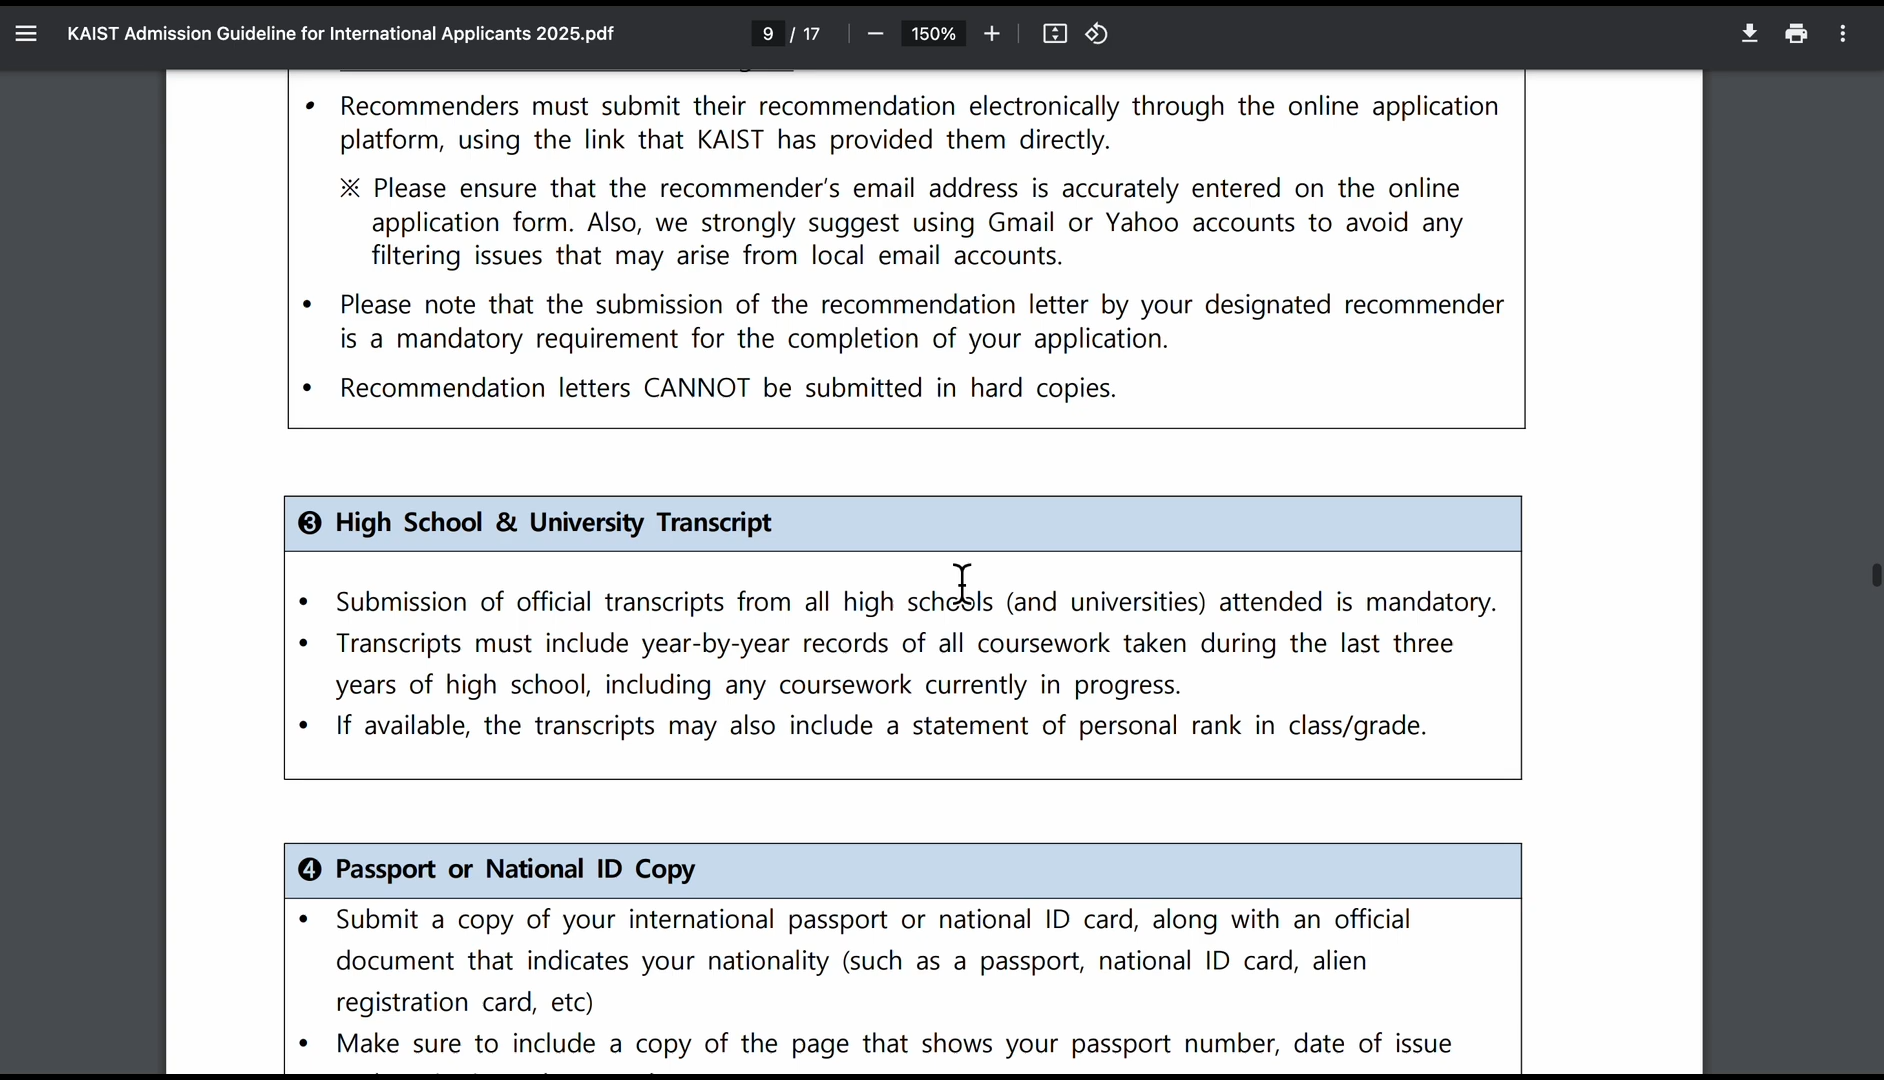 KAIST Admission Guideline for International Applicants 2025.pdf
9 / 17
150%
• Recommenders must submit their recommendation electronically through the online application
platform, using the link that KAIST has provided them directly.
※ Please ensure that the recommender's email address is accurately entered on the online
application form. Also, we strongly suggest using Gmail or Yahoo accounts to avoid any
filtering issues that may arise from local email accounts.
• Please note that the submission of the recommendation letter by your designated recommender
is a mandatory requirement for the completion of your application.
• Recommendation letters CANNOT be submitted in hard copies.
❸ High School & University Transcript
• Submission of official transcripts from all high schools (and universities) attended is mandatory.
• Transcripts must include year-by-year records of all coursework taken during the last three
years of high school, including any coursework currently in progress.
• If available, the transcripts may also include a statement of personal rank in class/grade.
❹ Passport or National ID Copy
• Submit a copy of your international passport or national ID card, along with an official
document that indicates your nationality (such as a passport, national ID card, alien
registration card, etc)
• Make sure to include a copy of the page that shows your passport number, date of issue